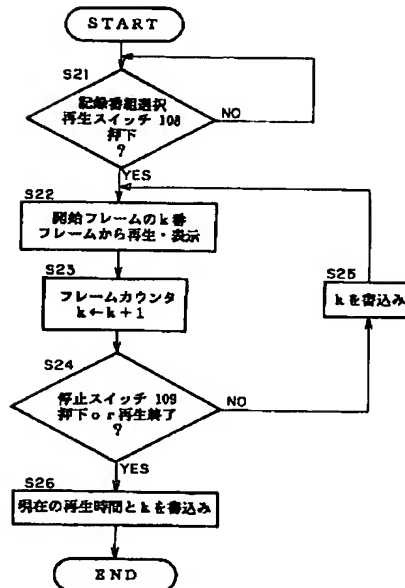 START
S21
記録番組選択
再生スイッチ 108
押下
?
NO
YES
S22
開始フレームのk番
フレームから再生・表示
S23
フレームカウンタ
k←k+1
S25
kを書込み
S24
停止スイッチ 109
押下or再生終了
?
NO
YES
S26
現在の再生時間とkを書込み
END